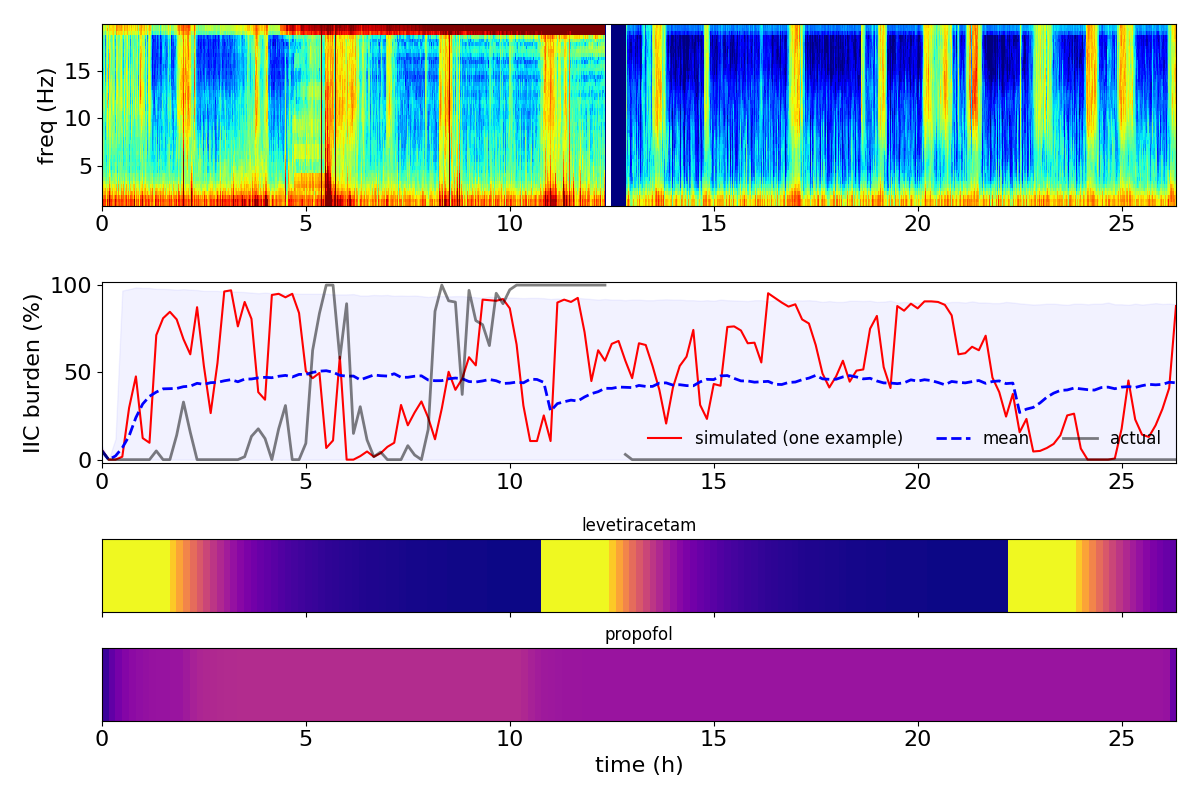 freq (Hz)
15
10
5
0 5 10 15 20 25
IIC burden (%)
100
50
0
simulated (one example) mean actual
0 5 10 15 20 25
levetiracetam
propofol
0 5 10 15 20 25
time (h)